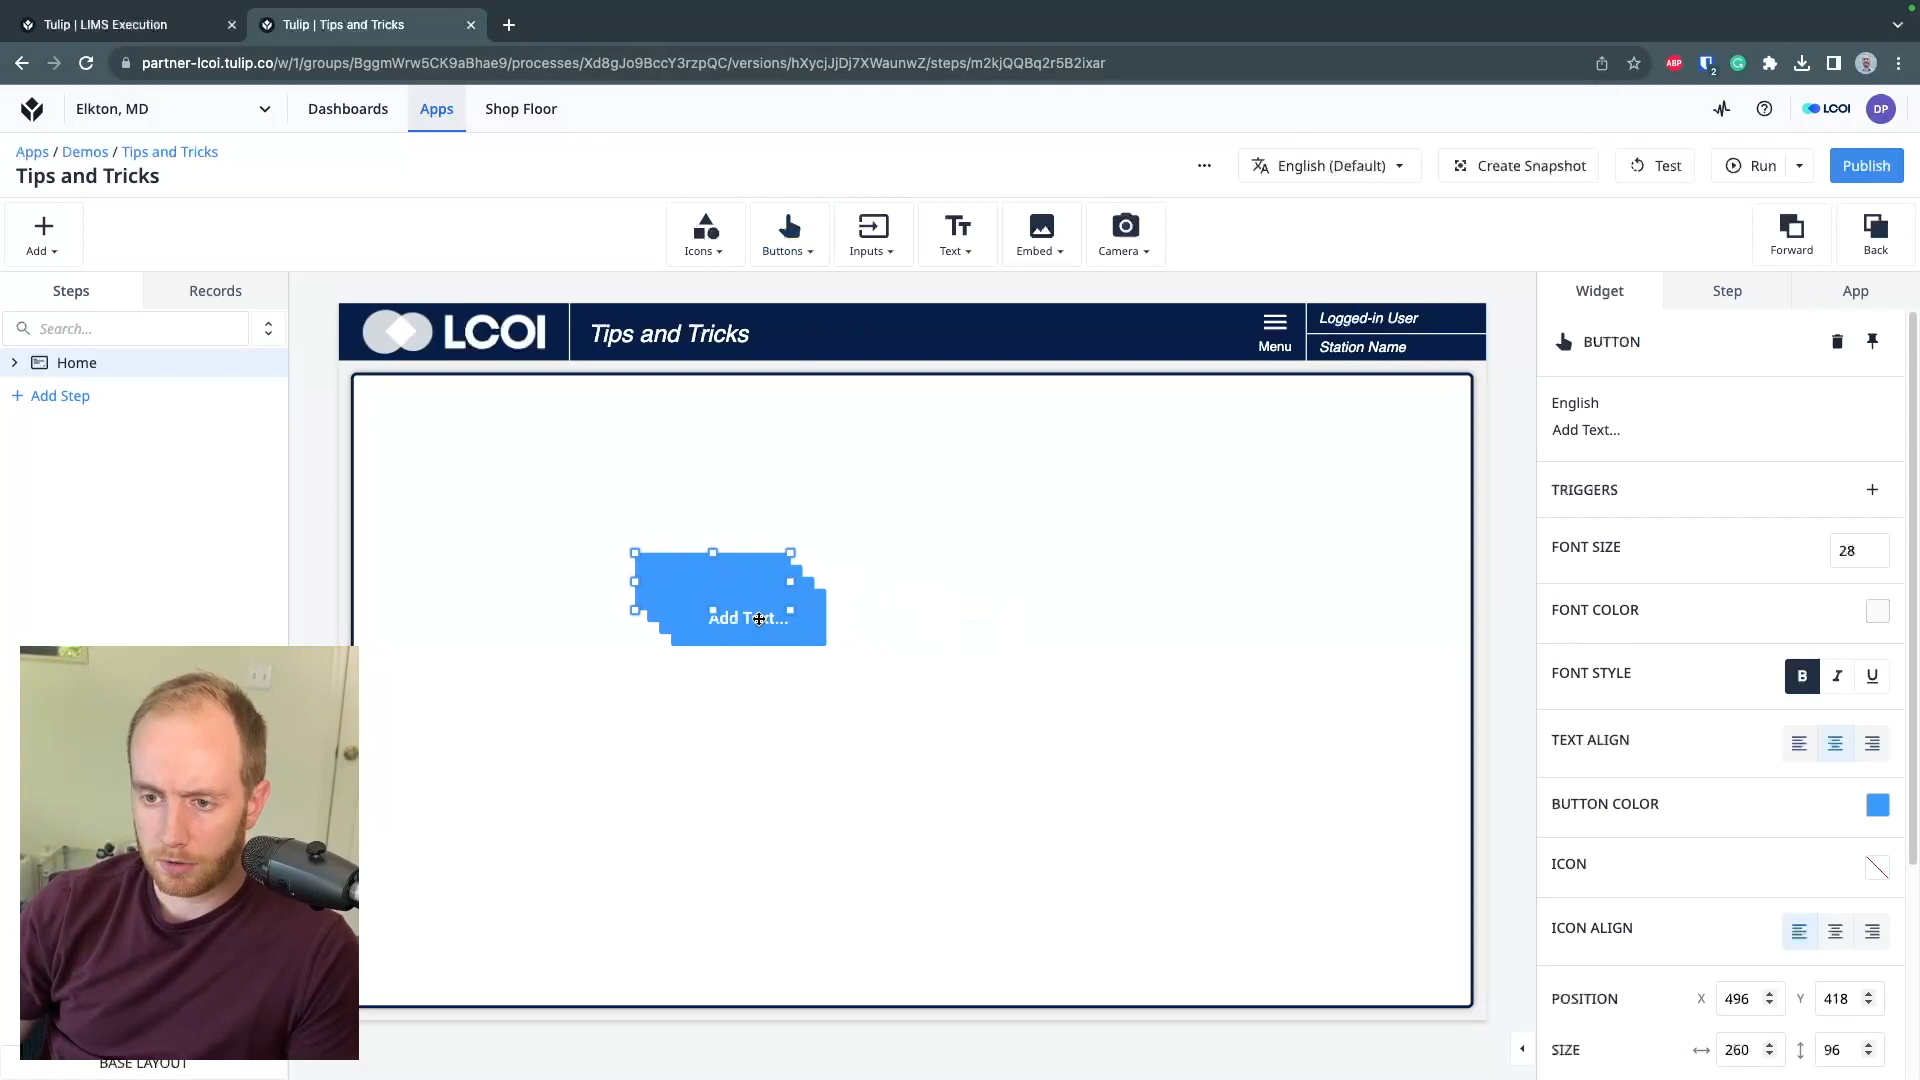 Tulip | LIMS Execution
Tulip | Tips and Tricks
partner-lcoi.tulip.co/w/1/groups/BggmWrw5CK9aBhae9/processes/Xd8gJo9BccY3rzpQC/versions/hXycjJjDj7XWaunwZ/steps/m2kjQQBq2r5B2ixar
ABP
2
Elkton, MD
Dashboards
Apps
Shop Floor
LCOI
DP
Apps / Demos / Tips and Tricks
Tips and Tricks
English (Default)
Create Snapshot
Test
Run
Publish
Add
Icons
Buttons
Inputs
Text
Embed
Camera
Forward
Back
Steps
Records
Search...
Home
Add Step
BASE LAYOUT
LCOI
Tips and Tricks
Menu
Logged-in User
Station Name
Add Text...
Widget
Step
App
BUTTON
English
Add Text...
TRIGGERS
FONT SIZE
28
FONT COLOR
FONT STYLE
B I U
TEXT ALIGN
BUTTON COLOR
ICON
ICON ALIGN
POSITION X 496 Y 418
SIZE 260 96